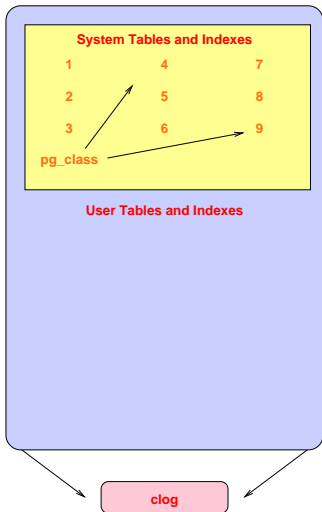 System Tables and Indexes
1 4 7
2 5 8
3 6 9
pg_class
User Tables and Indexes
clog